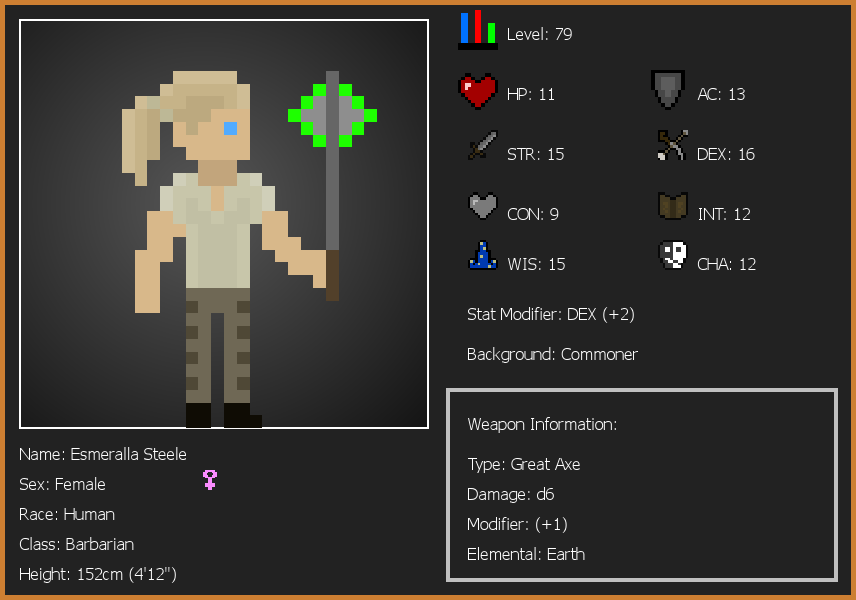 Level: 79
HP: 11
AC: 13
STR: 15
DEX: 16
CON: 9
INT: 12
WIS: 15
CHA: 12
Stat Modifier: DEX (+2)
Background: Commoner
Weapon Information:
Type: Great Axe
Damage: d6
Modifier: (+1)
Elemental: Earth
Name: Esmeralla Steele
Sex: Female
Race: Human
Class: Barbarian
Height: 152cm (4'12")